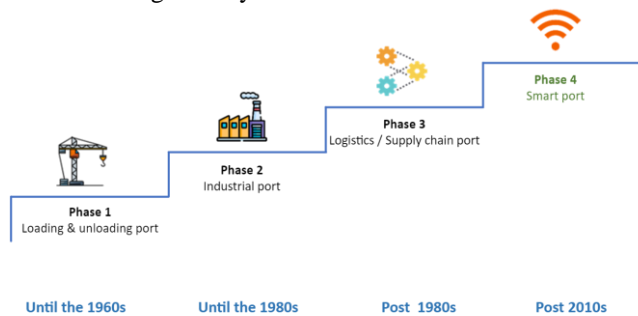 Phase 4
Smart port
Phase 3
Logistics / Supply chain port
Phase 2
Industrial port
Phase 1
Loading & unloading port
Until the 1960s
Until the 1980s
Post 1980s
Post 2010s